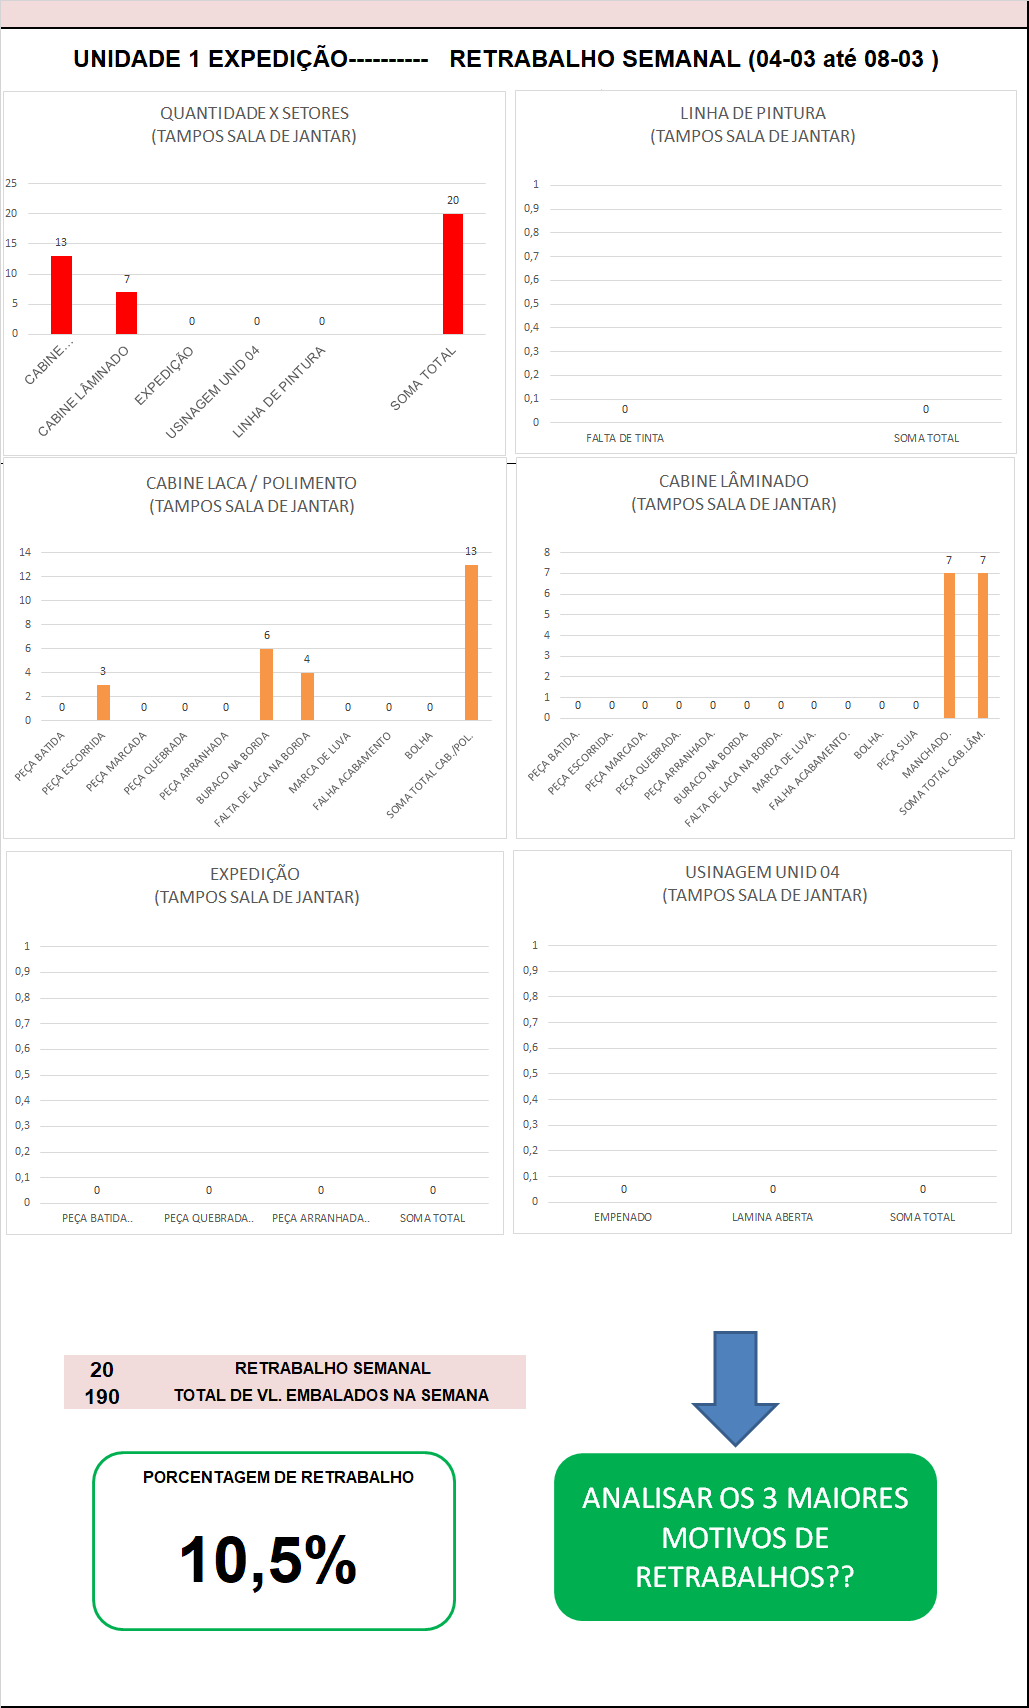 UNIDADE 1 EXPEDIÇÃO---------- RETRABALHO SEMANAL (04-03 até 08-03 )
QUANTIDADE X SETORES
(TAMPOS SALA DE JANTAR)
25
20
15
10
5
0
13
7
0
0
0
20
CABINE...
CABINE LÂMINADO
EXPEDIÇÃO
USINAGEM UNID 04
LINHA DE PINTURA
SOMA TOTAL
LINHA DE PINTURA
(TAMPOS SALA DE JANTAR)
1
0,9
0,8
0,7
0,6
0,5
0,4
0,3
0,2
0,1
0
0
0
FALTA DE TINTA
SOMA TOTAL
CABINE LACA / POLIMENTO
(TAMPOS SALA DE JANTAR)
14
12
10
8
6
4
2
0
0
3
0
0
0
6
4
0
0
0
13
PEÇA BATIDA
PEÇA ESCORRIDA
PEÇA MARCADA
PEÇA QUEBRADA
PEÇA ARRANHADA
BURACO NA BORDA
FALTA DE LACA NA BORDA
MARCA DE LUVA
FALHA ACABAMENTO
BOLHA
SOMA TOTAL CAB./POL.
CABINE LÂMINADO
(TAMPOS SALA DE JANTAR)
8
7
6
5
4
3
2
1
0
0
0
0
0
0
0
0
0
0
0
0
7
7
PEÇA BATIDA.
PEÇA ESCORRIDA.
PEÇA MARCADA.
PEÇA QUEBRADA.
PEÇA ARRANHADA.
BURACO NA BORDA.
FALTA DE LACA NA BORDA.
MARCA DE LUVA.
FALHA ACABAMENTO.
BOLHA.
PEÇA SUJA
MANCHADO.
SOMA TOTAL CAB.LÂM.
EXPEDIÇÃO
(TAMPOS SALA DE JANTAR)
1
0,9
0,8
0,7
0,6
0,5
0,4
0,3
0,2
0,1
0
0
0
0
0
PEÇA BATIDA..
PEÇA QUEBRADA..
PEÇA ARRANHADA..
SOMA TOTAL
USINAGEM UNID 04
(TAMPOS SALA DE JANTAR)
1
0,9
0,8
0,7
0,6
0,5
0,4
0,3
0,2
0,1
0
0
0
0
EMPENADO
LAMINA ABERTA
SOMA TOTAL
20 RETRABALHO SEMANAL
190 TOTAL DE VL. EMBALADOS NA SEMANA
PORCENTAGEM DE RETRABALHO
10,5%
ANALISAR OS 3 MAIORES
MOTIVOS DE
RETRABALHOS??